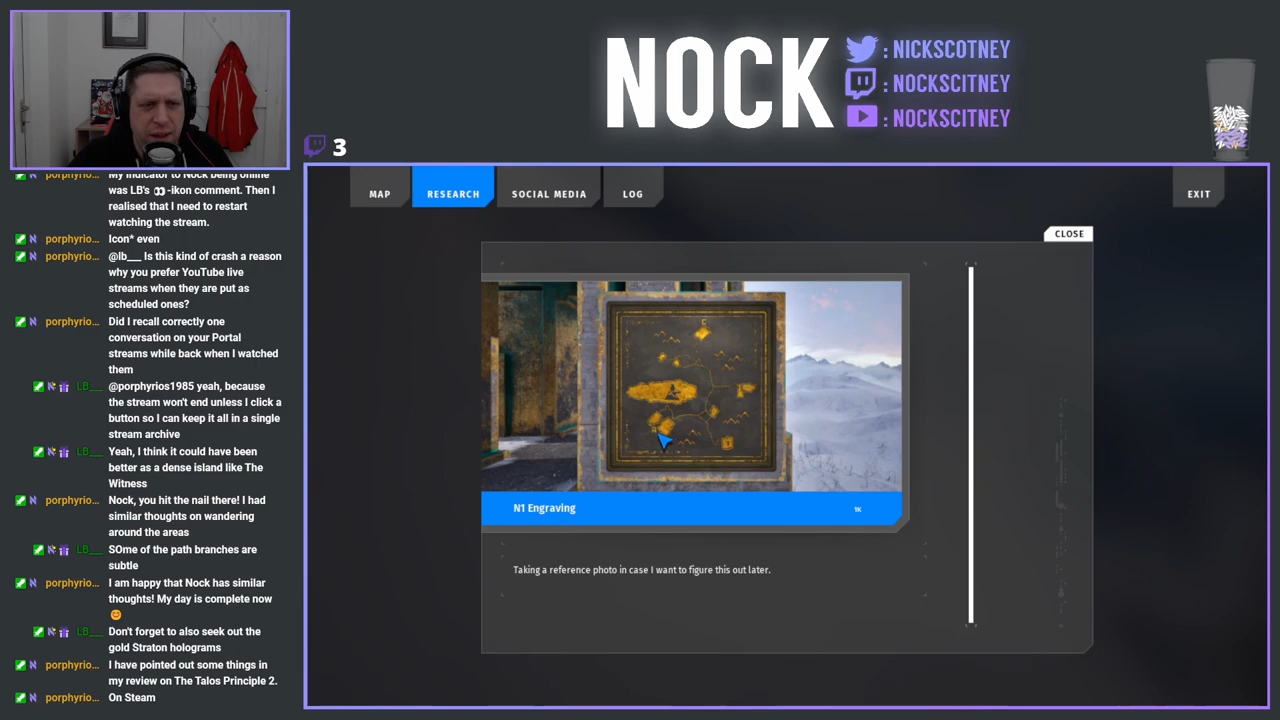 NOCK
: NICKSCOTNEY
: NOCKSCITNEY
: NOCKSCITNEY
3
MAP
RESEARCH
SOCIAL MEDIA
LOG
EXIT
CLOSE
N1 Engraving
1K
Taking a reference photo in case I want to figure this out later.
porphyrio... My indicator to Nock being online
was LB's 👀-ikon comment. Then I
realised that I need to restart
watching the stream.
porphyrio... Icon* even
porphyrio... @lb___ Is this kind of crash a reason
why you prefer YouTube live
streams when they are put as
scheduled ones?
porphyrio... Did I recall correctly one
conversation on your Portal
streams while back when I watched
them
LB___ @porphyrios1985 yeah, because
the stream won't end unless I click a
button so I can keep it all in a single
stream archive
LB___ Yeah, I think it could have been
better as a dense island like The
Witness
porphyrio... Nock, you hit the nail there! I had
similar thoughts on wandering
around the areas
LB___ SOme of the path branches are
subtle
porphyrio... I am happy that Nock has similar
thoughts! My day is complete now
😊
LB___ Don't forget to also seek out the
gold Straton holograms
porphyrio... I have pointed out some things in
my review on The Talos Principle 2.
porphyrio... On Steam